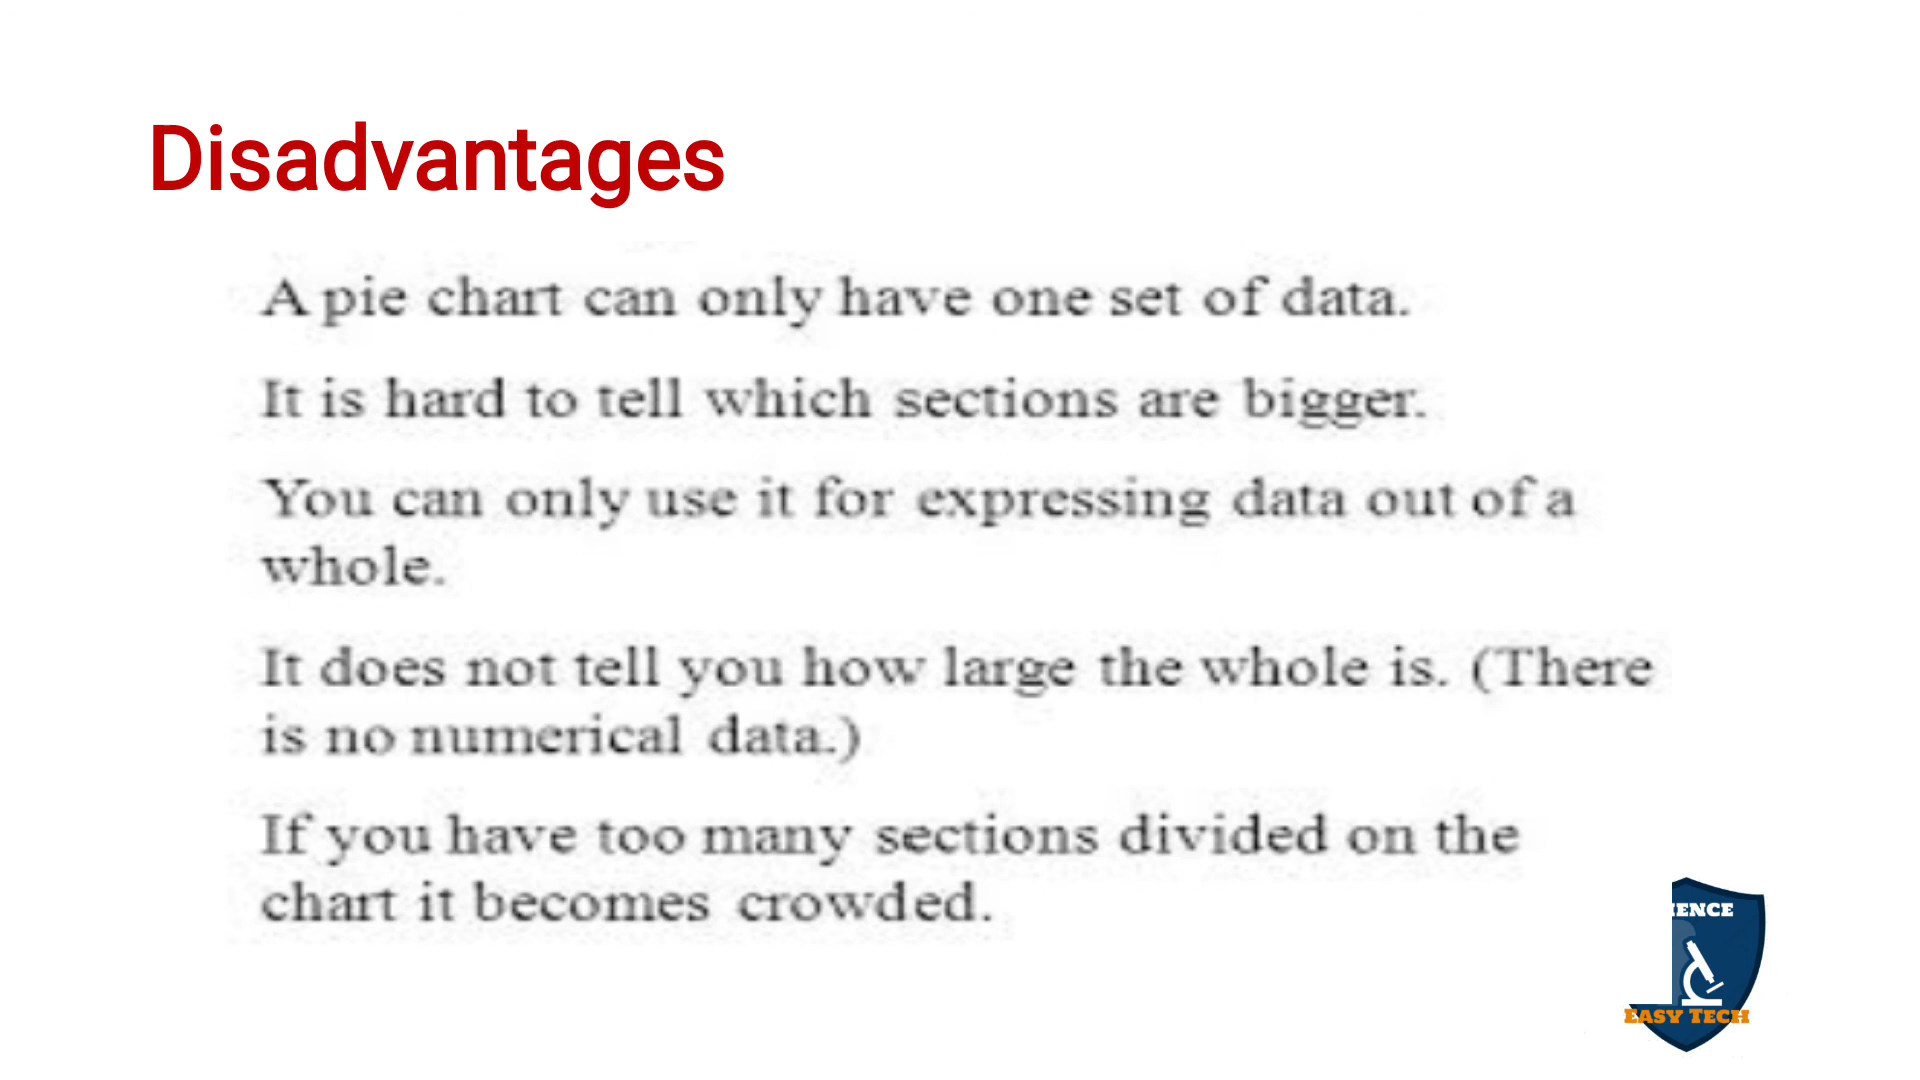 Disadvantages
A pie chart can only have one set of data.
It is hard to tell which sections are bigger.
You can only use it for expressing data out of a
whole.
It does not tell you how large the whole is. (There
is no numerical data.)
If you have too many sections divided on the
chart it becomes crowded.
IENCE
EASY TECH